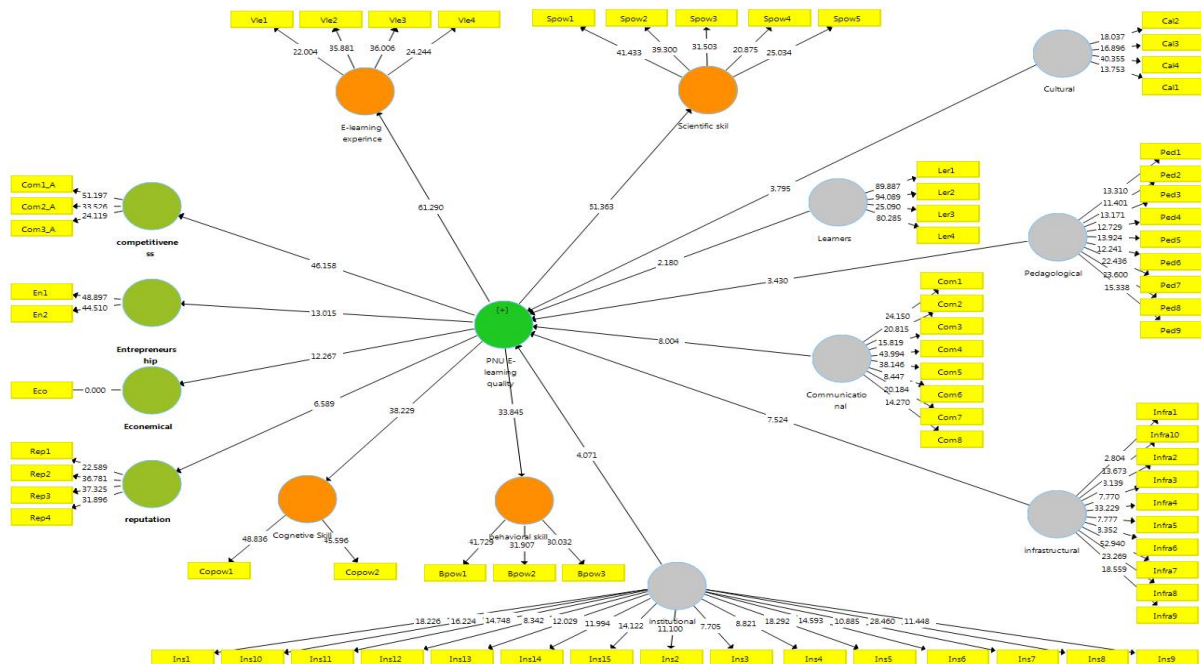 Vle1
Vle2
Vle3
Vle4
22.004
35.881
36.006
24.244
E-learning
experince
Spow1
Spow2
Spow3
Spow4
Spow5
41.433
39.300
31.503
20.875
25.034
Scientific skil
Cal2
Cal3
Cal4
Cal1
18.037
16.896
40.355
13.753
Cultural
Com1_A
Com2_A
Com3_A
51.197
33.526
24.119
competitivene
ss
Ler1
Ler2
Ler3
Ler4
89.887
94.089
25.090
80.285
Learners
Ped1
Ped2
Ped3
Ped4
Ped5
Ped6
Ped7
Ped8
Ped9
13.310
11.401
13.171
12.729
13.924
12.241
22.436
23.600
15.338
Pedagological
61.290
51.363
3.795
2.180
3.430
46.158
13.015
12.267
6.589
38.229
33.845
4.071
8.004
7.524
[+]
PNU E-
learning
quality
En1
En2
48.897
44.510
Entrepreneurs
hip
Eco
0.000
Econemical
Rep1
Rep2
Rep3
Rep4
22.589
36.781
37.325
31.896
reputation
Com1
Com2
Com3
Com4
Com5
Com6
Com7
Com8
24.150
20.815
15.819
43.994
38.146
8.447
20.184
14.270
Communicatio
nal
Infra1
Infra10
Infra2
Infra3
Infra4
Infra5
Infra6
Infra7
Infra8
Infra9
2.804
13.673
3.139
7.770
33.229
7.777
52.940
23.269
18.559
infrastructural
Cognetive Skill
48.836
45.596
Copow1
Copow2
behavioral skill
41.729
31.907
30.032
Bpow1
Bpow2
Bpow3
institutional
18.226
16.224
14.748
8.342
12.029
11.994
14.122
11.100
7.705
8.821
18.292
14.593
10.885
28.460
11.448
Ins1
Ins10
Ins11
Ins12
Ins13
Ins14
Ins15
Ins2
Ins3
Ins4
Ins5
Ins6
Ins7
Ins8
Ins9